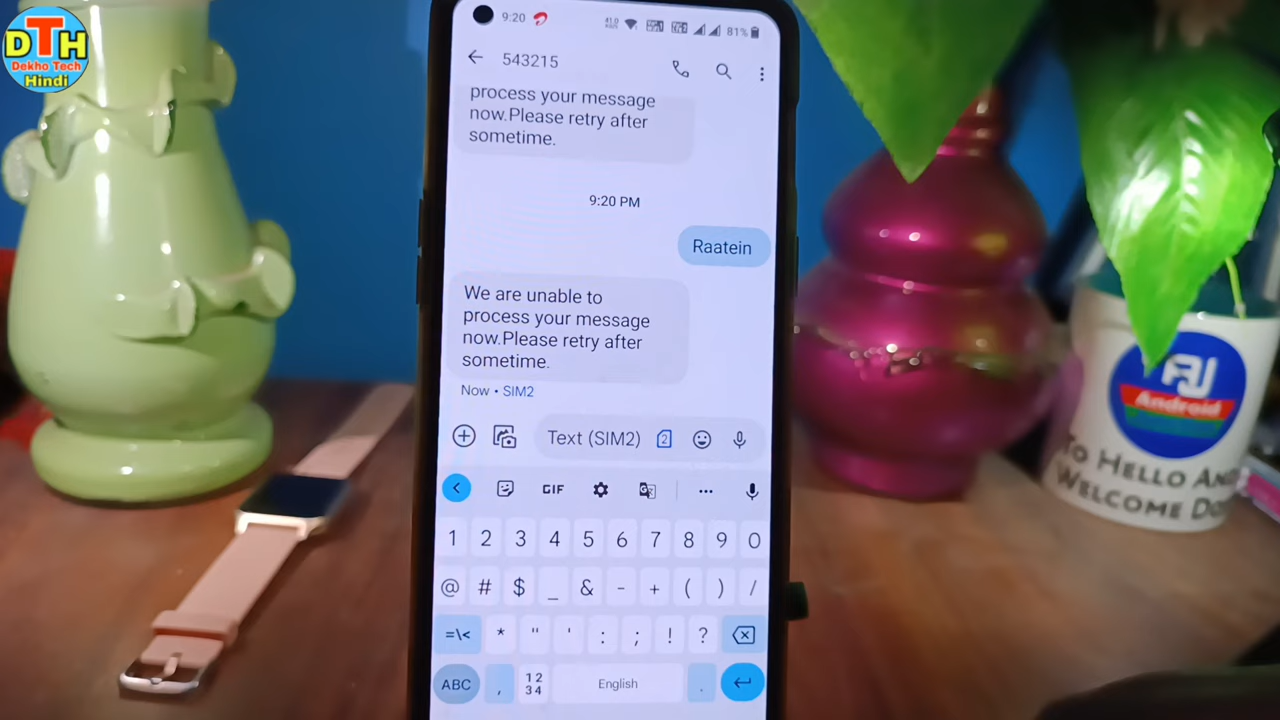 DTH
Dekho Tech
Hindi
9:20
81%
543215
process your message
now.Please retry after
sometime.
9:20 PM
Raatein
We are unable to
process your message
now.Please retry after
sometime.
Now • SIM2
Text (SIM2) 2
GIF
1 2 3 4 5 6 7 8 9 0
@ # $ _ & - + ( ) /
=\< * " ' : ; ! ?
ABC , 12 34 English .
Android
To HELLO AND
WELCOME DO